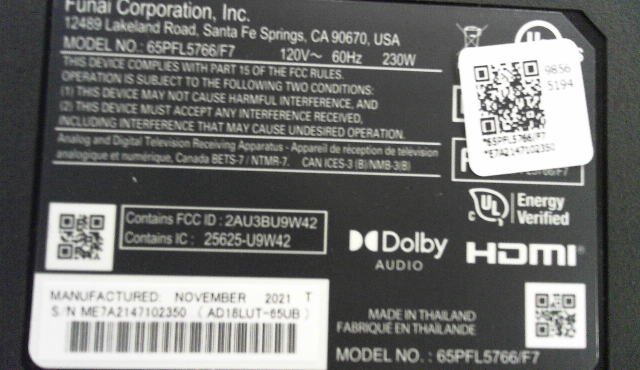 Funai Corporation, Inc.
12489 Lakeland Road, Santa Fe Springs, CA 90670, USA
MODEL NO.: 65PFL5766/F7 120V~ 60Hz 230W
THIS DEVICE COMPLIES WITH PART 15 OF THE FCC RULES.
OPERATION IS SUBJECT TO THE FOLLOWING TWO CONDITIONS:
(1) THIS DEVICE MAY NOT CAUSE HARMFUL INTERFERENCE, AND
(2) THIS DEVICE MUST ACCEPT ANY INTERFERENCE RECEIVED,
INCLUDING INTERFERENCE THAT MAY CAUSE UNDESIRED OPERATION.
Analog and Digital Television Receiving Apparatus - Appareil de réception de télévision
analogique et numérique, Canada BETS-7 / NTMR-7. CAN ICES-3 (B)/NMB-3(B)
9856
5194
*65PFL5766/F7
*E7A2147102350
UL Energy
Verified
Contains FCC ID : 2AU3BU9W42
Contains IC : 25625-U9W42
Dolby
AUDIO
HDMI
MANUFACTURED: NOVEMBER 2021 T
S/N ME7A2147102350 (AD18LUT-65UB)
MADE IN THAILAND
FABRIQUÉ EN THAÏLANDE
MODEL NO. : 65PFL5766/F7